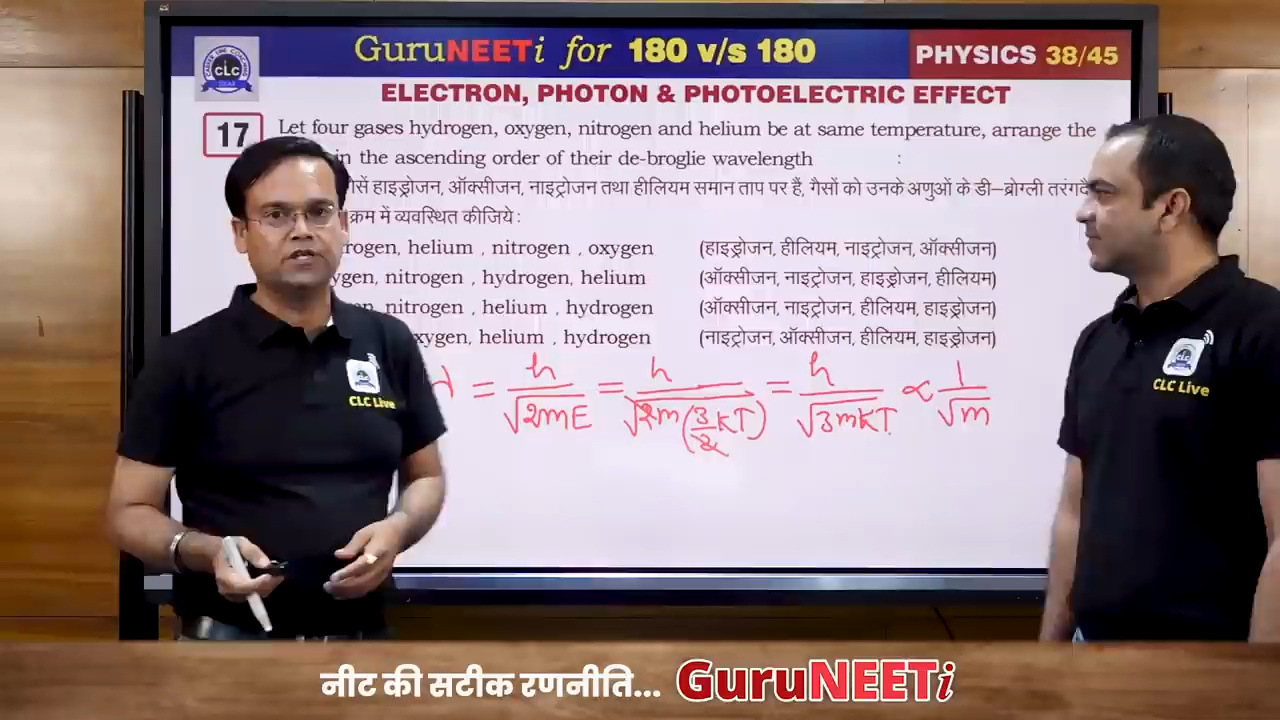 GuruNEETi for 180 v/s 180
PHYSICS 38/45
CLC
ELECTRON, PHOTON & PHOTOELECTRIC EFFECT
17
Let four gases hydrogen, oxygen, nitrogen and helium be at same temperature, arrange the
in the ascending order of their de-broglie wavelength :
हाइड्रोजन, ऑक्सीजन, नाइट्रोजन तथा हीलियम समान ताप पर हैं, गैसों को उनके अणुओं के डी–ब्रोग्ली
क्रम में व्यवस्थित कीजिये :
rogen, helium , nitrogen , oxygen (हाइड्रोजन, हीलियम, नाइट्रोजन, ऑक्सीजन)
ygen, nitrogen , hydrogen, helium (ऑक्सीजन, नाइट्रोजन, हाइड्रोजन, हीलियम)
nitrogen , helium , hydrogen (ऑक्सीजन, नाइट्रोजन, हीलियम, हाइड्रोजन)
xygen, helium , hydrogen (नाइट्रोजन, ऑक्सीजन, हीलियम, हाइड्रोजन)
= h/√2mE = h/√2m(3/2 KT) = h/√3mKT ∝ 1/√m
CLC Live
CLC Live
नीट की सटीक रणनीति... GuruNEETi